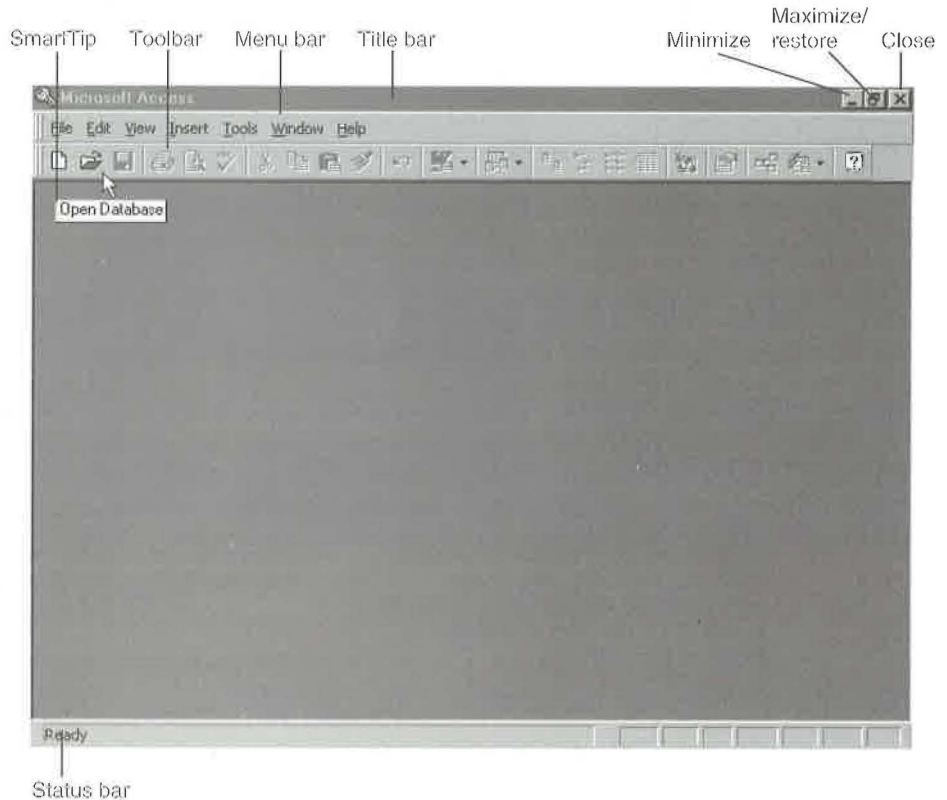 Maximize/
SmartTip Toolbar Menu bar Title bar Minimize restore Close
Microsoft Access
File Edit View Insert Tools Window Help
Open Database
Ready
Status bar